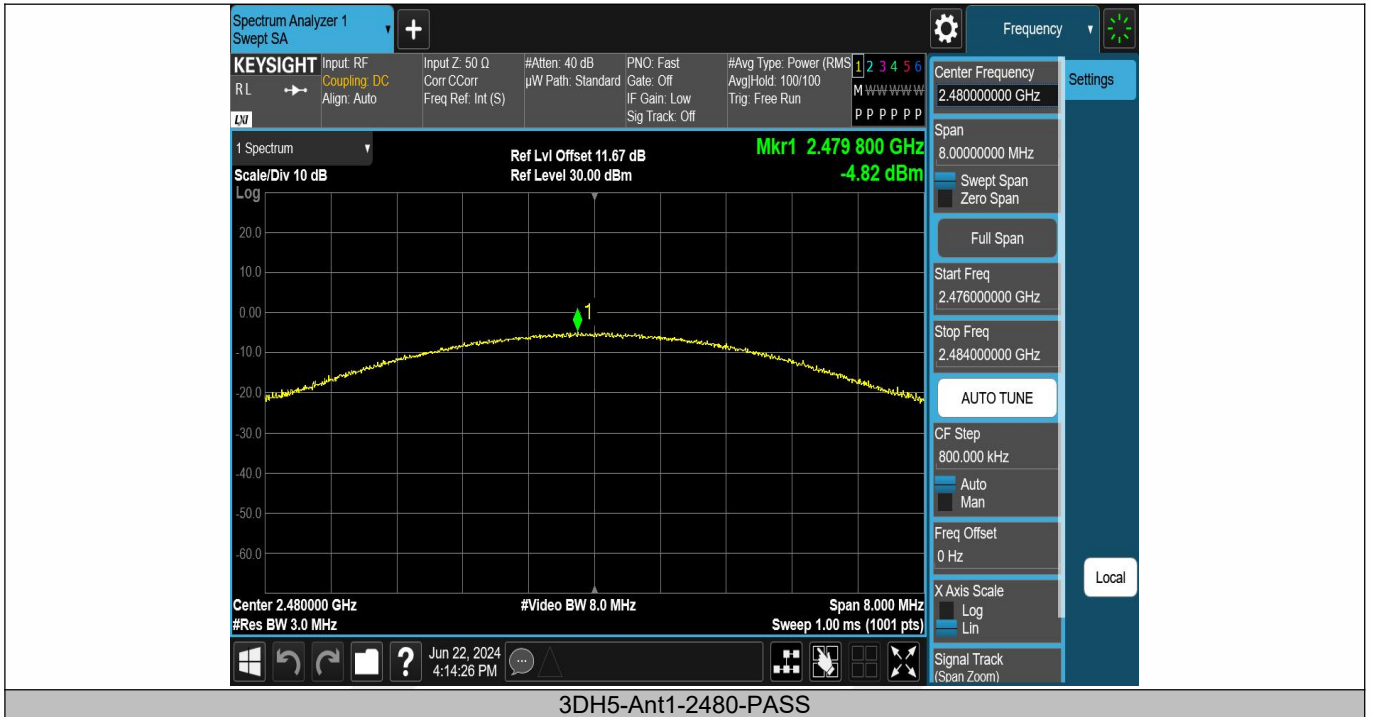 Spectrum Analyzer 1
Swept SA
+
Frequency
KEYSIGHT
RL
LXI
Input: RF
Coupling: DC
Align: Auto
Input Z: 50 Ω
Corr CCorr
Freq Ref: Int (S)
#Atten: 40 dB
µW Path: Standard
PNO: Fast
Gate: Off
IF Gain: Low
Sig Track: Off
#Avg Type: Power (RMS
Avg|Hold: 100/100
Trig: Free Run
1 2 3 4 5 6
M W W W W W
P P P P P P
1 Spectrum
Scale/Div 10 dB
Ref Lvl Offset 11.67 dB
Ref Level 30.00 dBm
Mkr1 2.479 800 GHz
-4.82 dBm
Log
20.0
10.0
0.00
-10.0
-20.0
-30.0
-40.0
-50.0
-60.0
1
Center 2.480000 GHz
#Res BW 3.0 MHz
#Video BW 8.0 MHz
Span 8.000 MHz
Sweep 1.00 ms (1001 pts)
?
Jun 22, 2024
4:14:26 PM
Center Frequency
2.480000000 GHz
Settings
Span
8.00000000 MHz
Swept Span
Zero Span
Full Span
Start Freq
2.476000000 GHz
Stop Freq
2.484000000 GHz
AUTO TUNE
CF Step
800.000 kHz
Auto
Man
Freq Offset
0 Hz
Local
X Axis Scale
Log
Lin
Signal Track
(Span Zoom)
3DH5-Ant1-2480-PASS